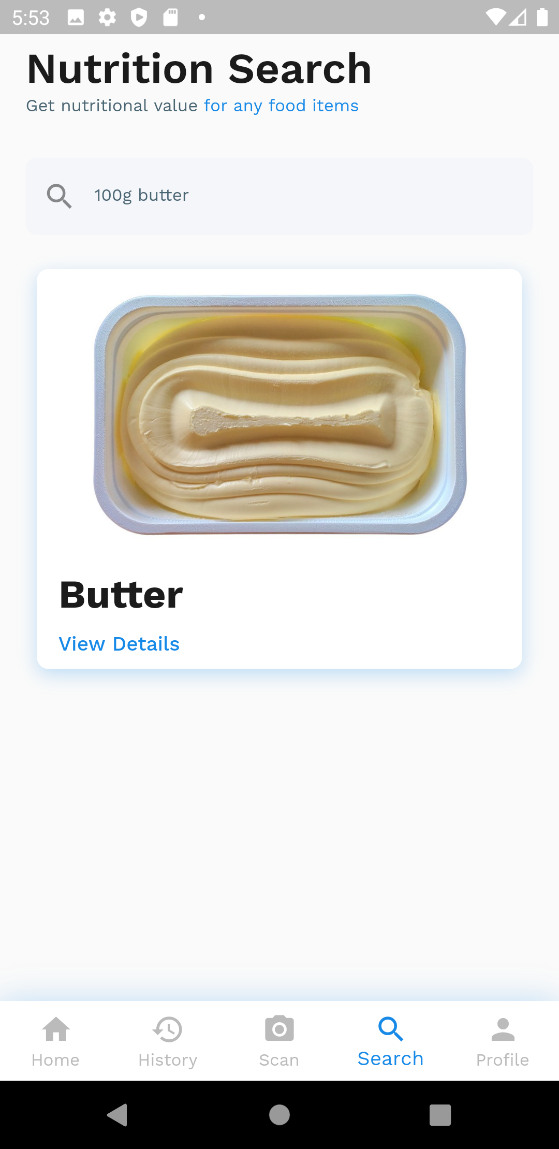 5:53
Nutrition Search
Get nutritional value for any food items
100g butter
Butter
View Details
Home History Scan Search Profile